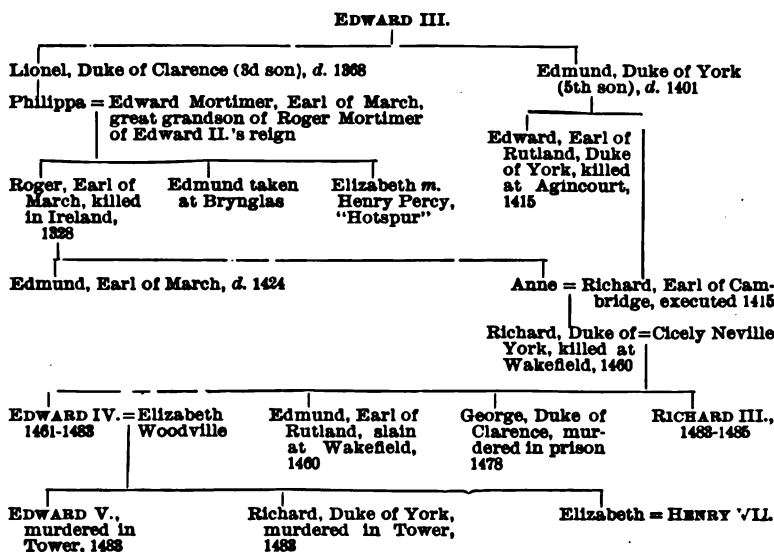 EDWARD III.
Lionel, Duke of Clarence (3d son), d. 1368
Edmund, Duke of York
(5th son), d. 1401
Philippa = Edward Mortimer, Earl of March,
great grandson of Roger Mortimer
of Edward II.'s reign
Edward, Earl of
Rutland, Duke
of York, killed
at Agincourt,
1415
Roger, Earl of
March, killed
in Ireland,
1328
Edmund taken
at Brynglas
Elizabeth m.
Henry Percy,
"Hotspur"
Edmund, Earl of March, d. 1424
Anne = Richard, Earl of Cam-
bridge, executed 1415
Richard, Duke of = Cicely Neville
York, killed at
Wakefield, 1460
EDWARD IV. = Elizabeth
1461-1483 Woodville
Edmund, Earl of
Rutland, slain
at Wakefield,
1460
George, Duke of
Clarence, mur-
dered in prison
1478
RICHARD III.,
1483-1485
EDWARD V.,
murdered in
Tower, 1483
Richard, Duke of York,
murdered in Tower,
1483
Elizabeth = HENRY VII.